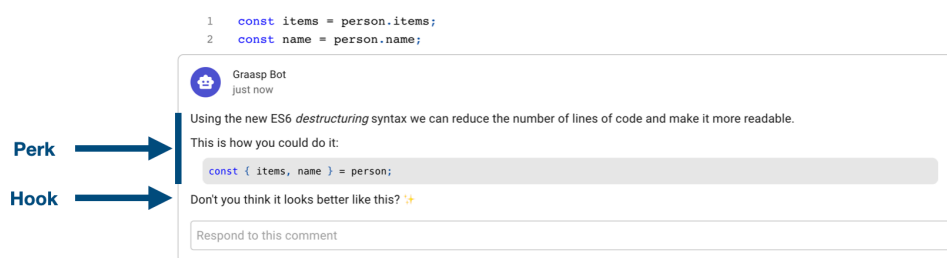 1 const items = person.items;
2 const name = person.name;
Graasp Bot
just now
Using the new ES6 destructuring syntax we can reduce the number of lines of code and make it more readable.
This is how you could do it:
Perk
const { items, name } = person;
Hook
Don't you think it looks better like this? ✨
Respond to this comment